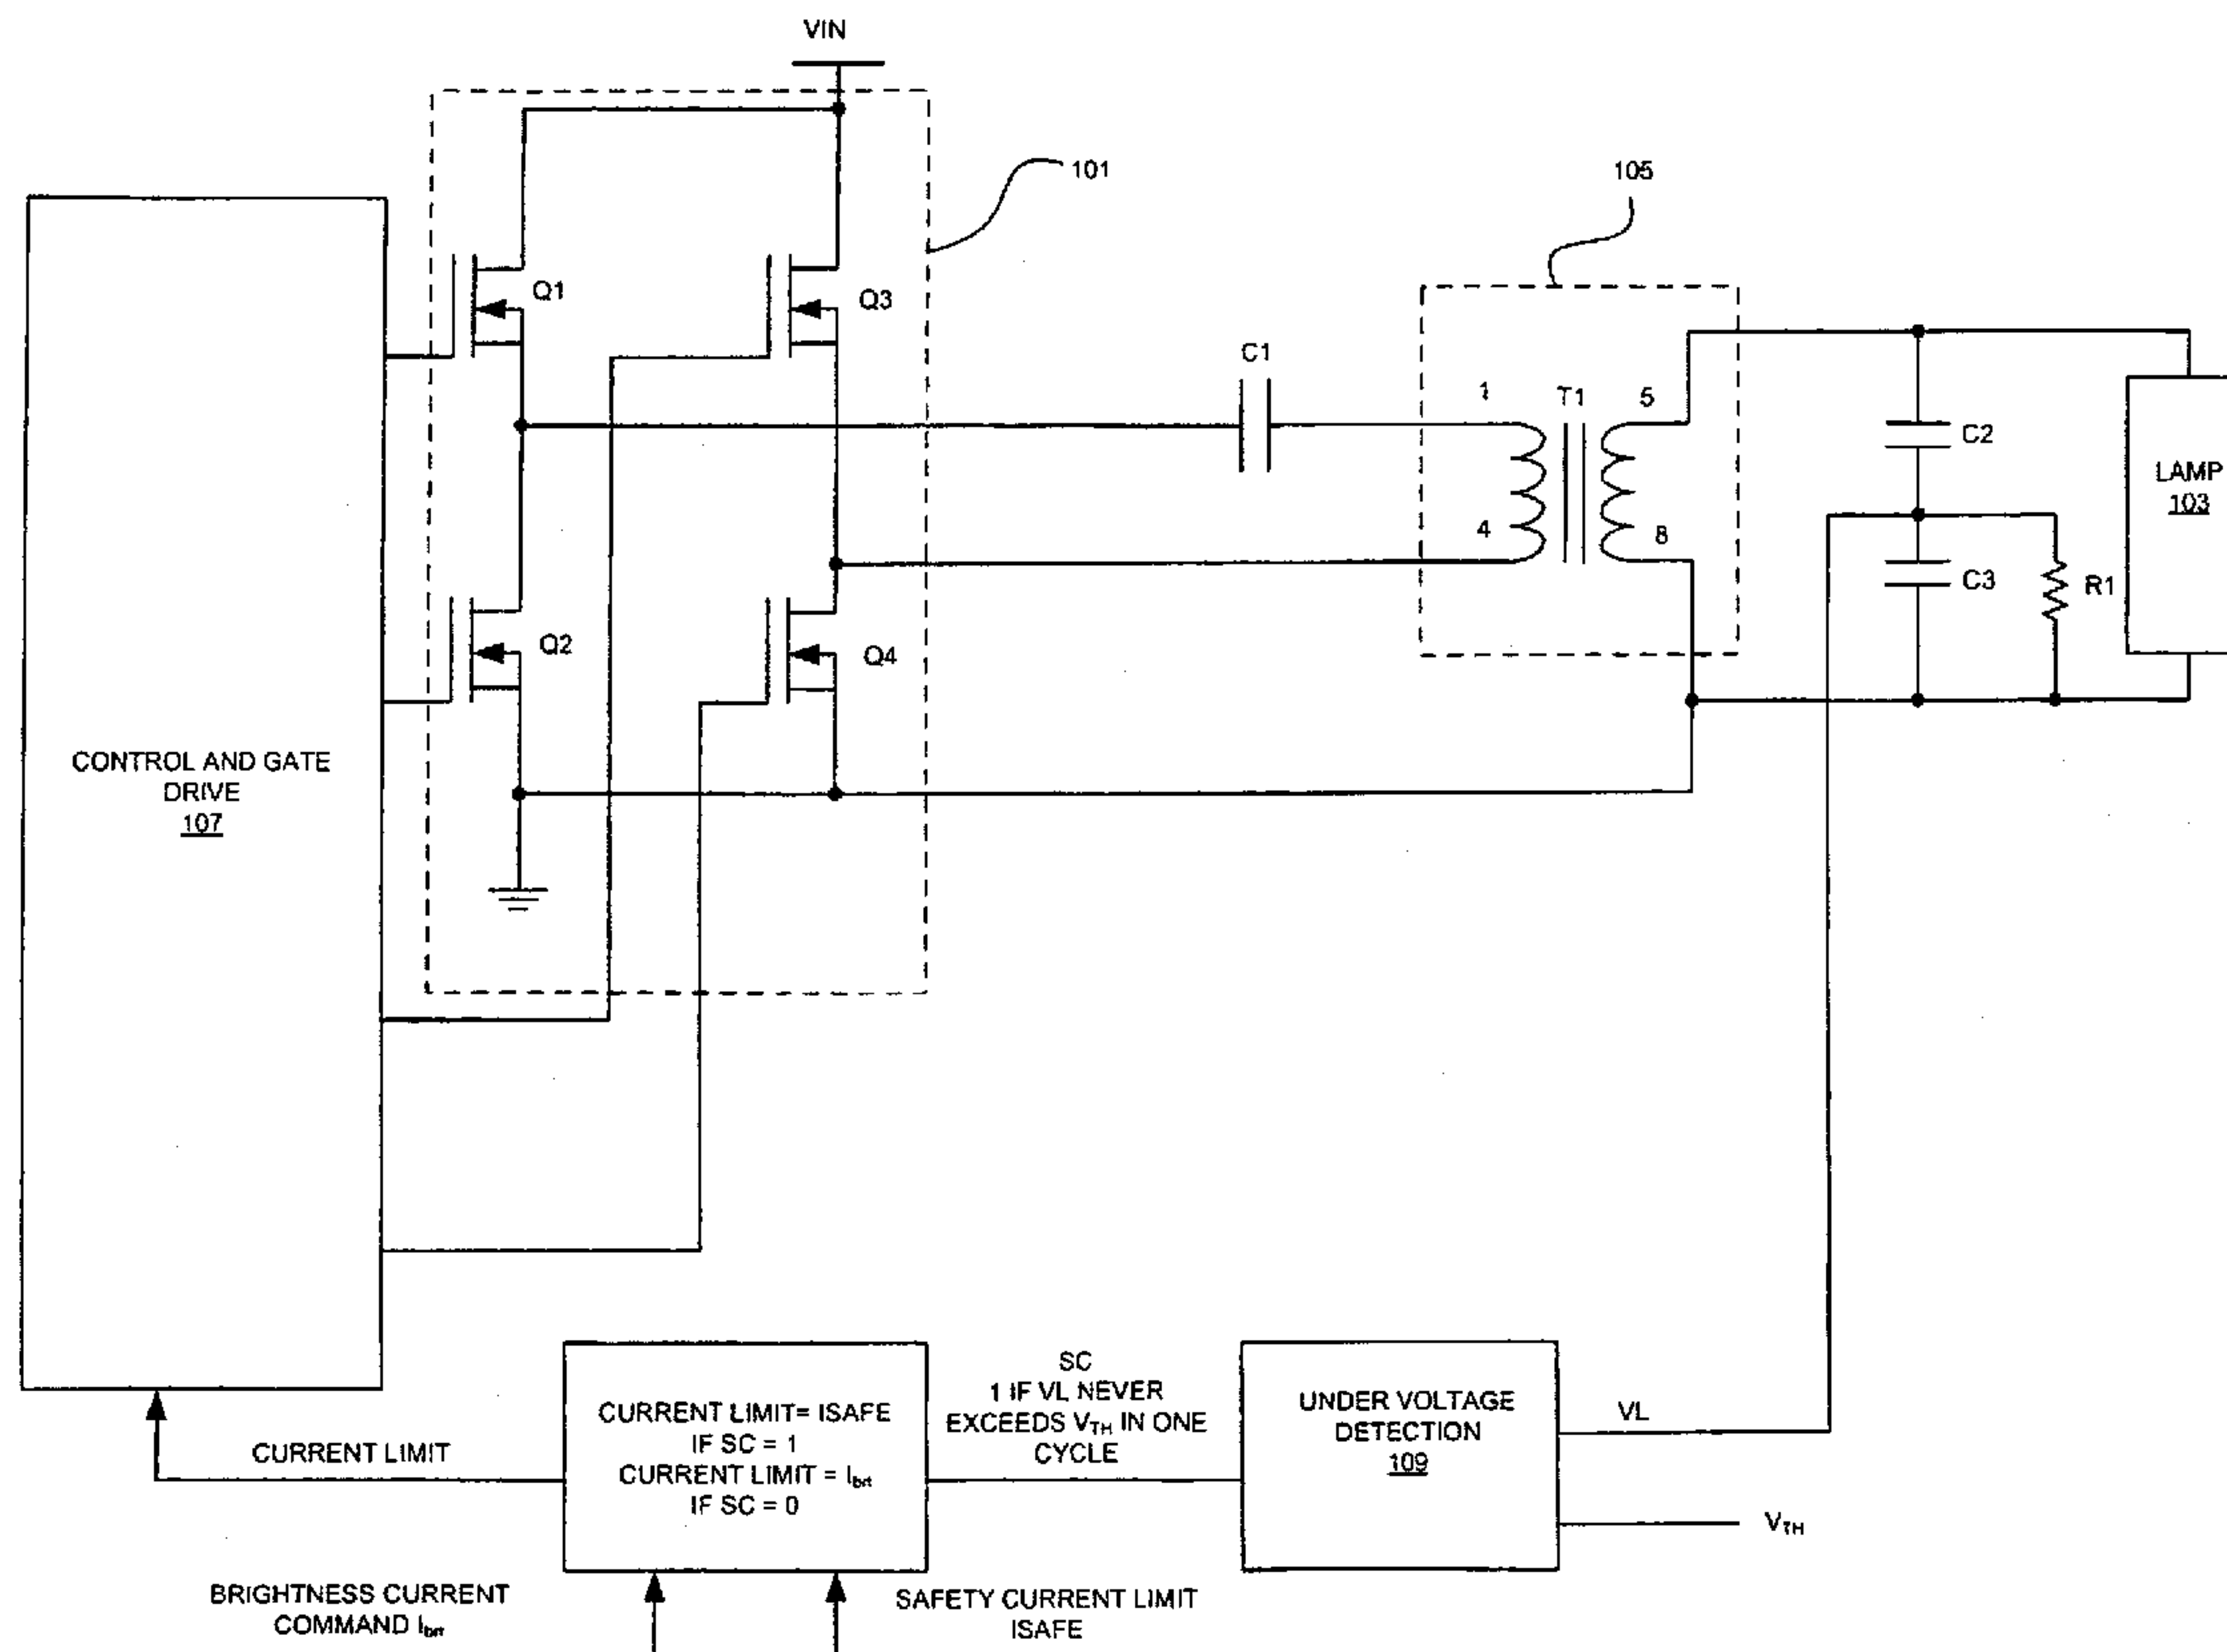 VIN
101
105
Q1
Q3
C1
1
T1
5
C2
LAMP
103
4
8
C3
R1
Q2
Q4
CONTROL AND GATE
DRIVE
107
SC
1 IF VL NEVER
EXCEEDS VTH IN ONE
CYCLE
UNDER VOLTAGE
DETECTION
109
VL
VTH
CURRENT LIMIT= ISAFE
IF SC = 1
CURRENT LIMIT = Ibrt
IF SC = 0
CURRENT LIMIT
BRIGHTNESS CURRENT
COMMAND Ibrt
SAFETY CURRENT LIMIT
ISAFE